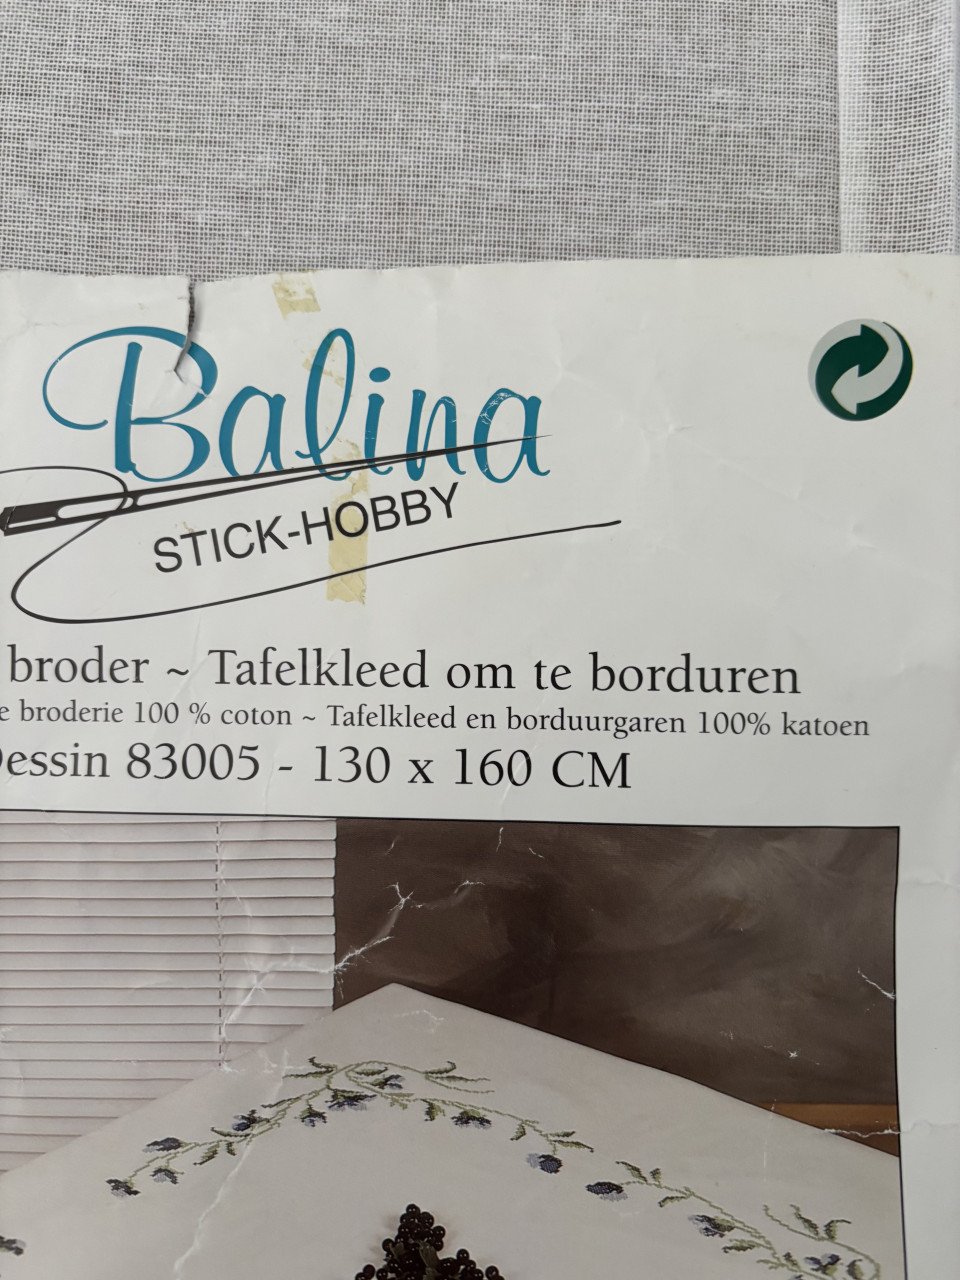 Balina
STICK-HOBBY
broder ~ Tafelkleed om te borduren
e broderie 100 % coton ~ Tafelkleed en borduurgaren 100% katoen
essin 83005 - 130 x 160 CM